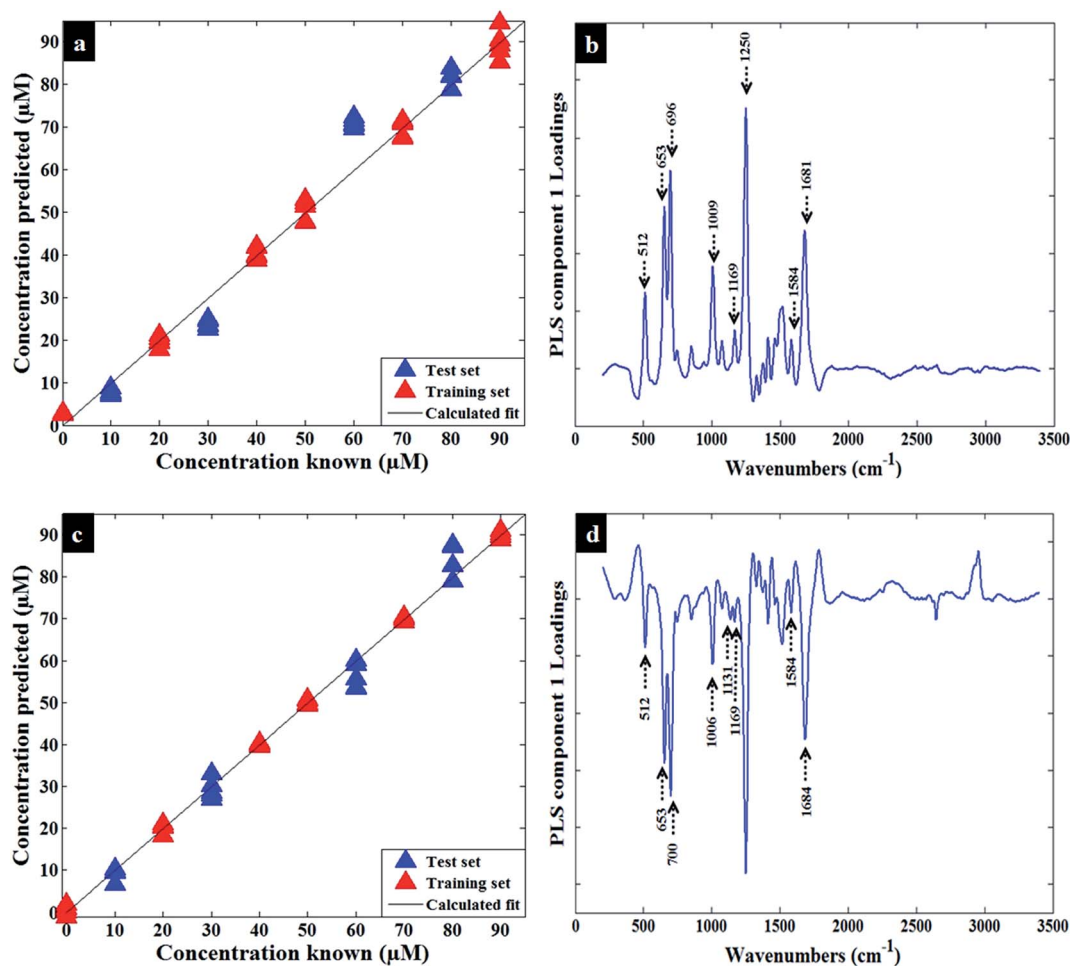 a
Concentration predicted (µM)
90
80
70
60
50
40
30
20
10
0
0 10 20 30 40 50 60 70 80 90
Concentration known (µM)
Test set
Training set
Calculated fit
b
PLS component 1 Loadings
512
653
696
1009
1169
1250
1584
1681
0 500 1000 1500 2000 2500 3000 3500
Wavenumbers (cm⁻¹)
c
Concentration predicted (µM)
90
80
70
60
50
40
30
20
10
0
0 10 20 30 40 50 60 70 80 90
Concentration known (µM)
Test set
Training set
Calculated fit
d
PLS component 1 Loadings
512
653
700
1006
1131
1169
1584
1684
0 500 1000 1500 2000 2500 3000 3500
Wavenumbers (cm⁻¹)